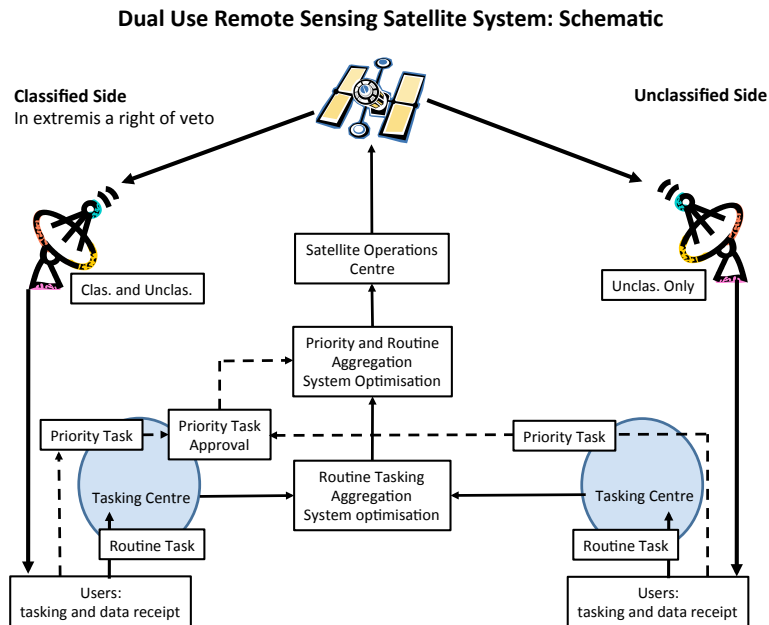 Dual Use Remote Sensing Satellite System: Schematic
Classified Side
In extremis a right of veto
Unclassified Side
Satellite Operations
Centre
Clas. and Unclas.
Unclas. Only
Priority and Routine
Aggregation
System Optimisation
Priority Task
Priority Task
Approval
Priority Task
Tasking Centre
Routine Tasking
Aggregation
System optimisation
Tasking Centre
Routine Task
Routine Task
Users:
tasking and data receipt
Users:
tasking and data receipt